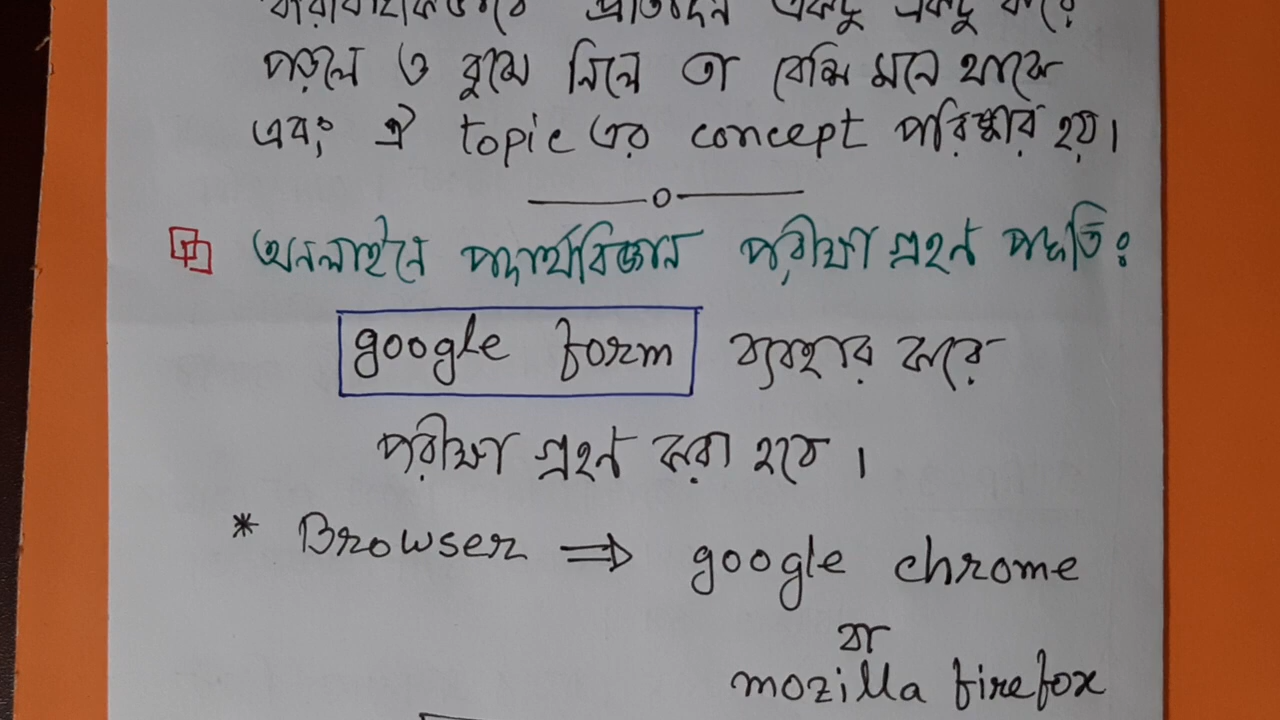 ধারাবাহিকভাবে প্রতিদিন একটু একটু করে
পড়লে ও বুঝে নিলে তা বেশি মনে থাকে
এবং ঐ topic এর concept পরিষ্কার হয়।
অনলাইনে পদার্থবিজ্ঞান পরীক্ষা গ্রহণ পদ্ধতিঃ
google form ব্যবহার করে
পরীক্ষা গ্রহণ করা হবে।
* Browser ⇒ google chrome
বা
mozilla firefox